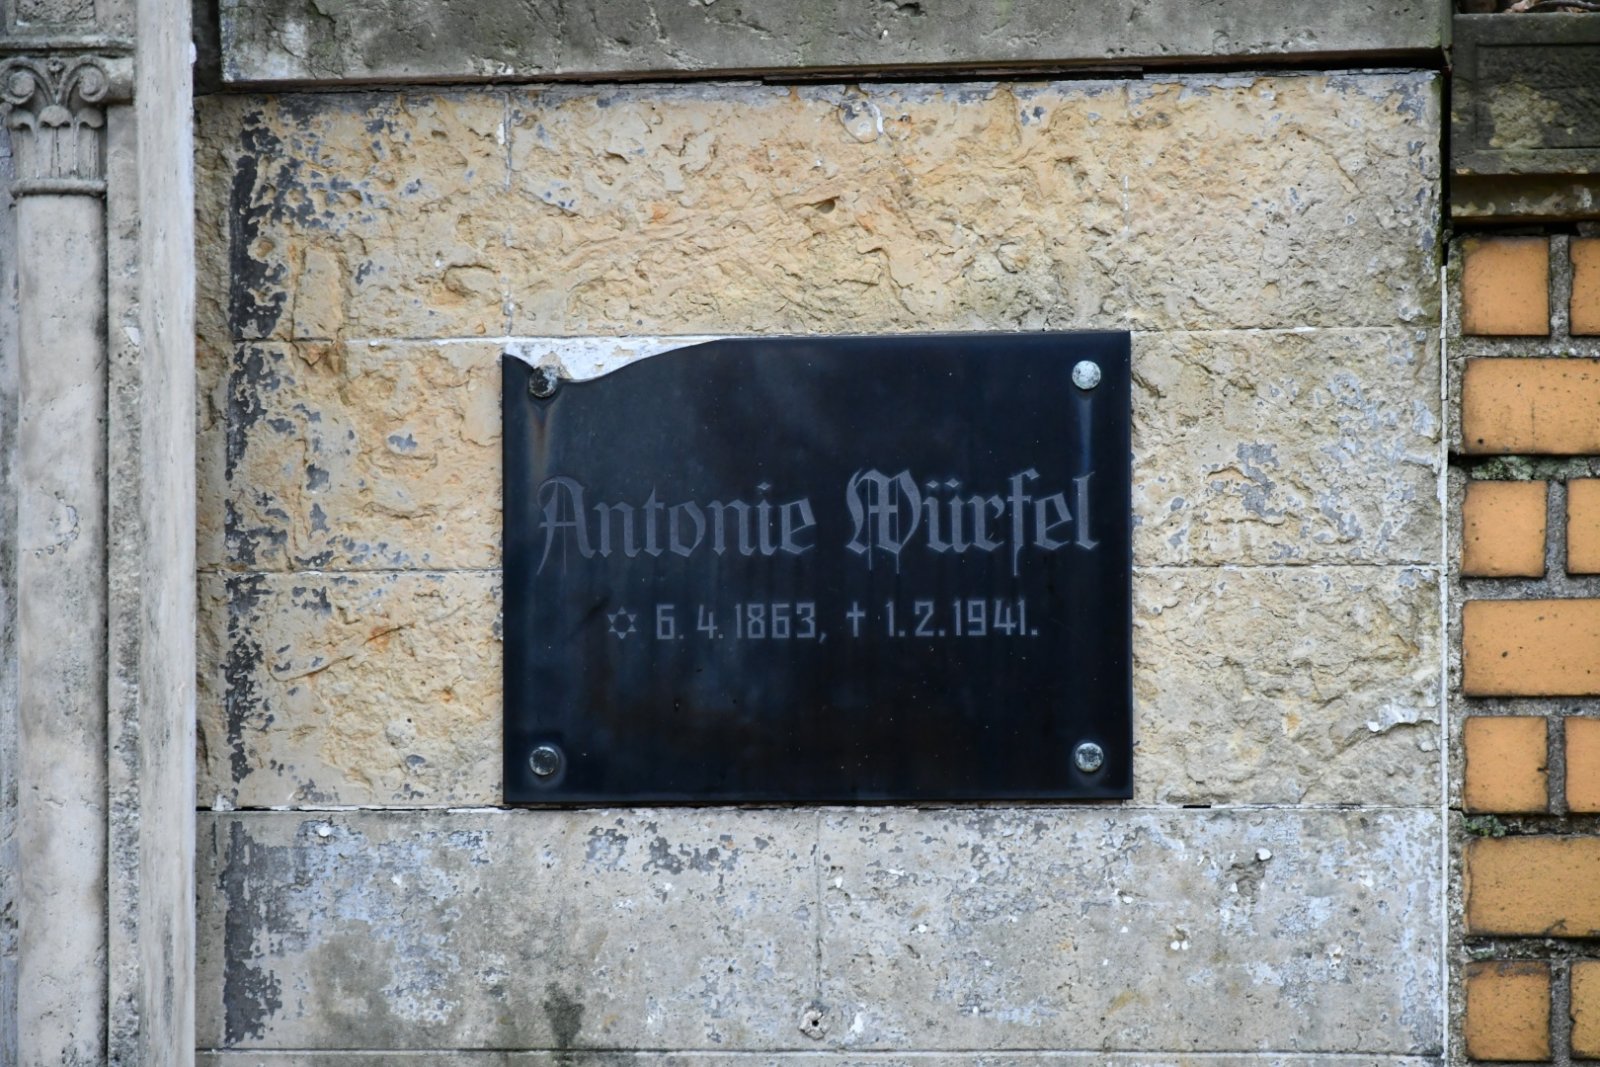 Antonie Würfel
✡ 6. 4. 1863, † 1. 2. 1941.